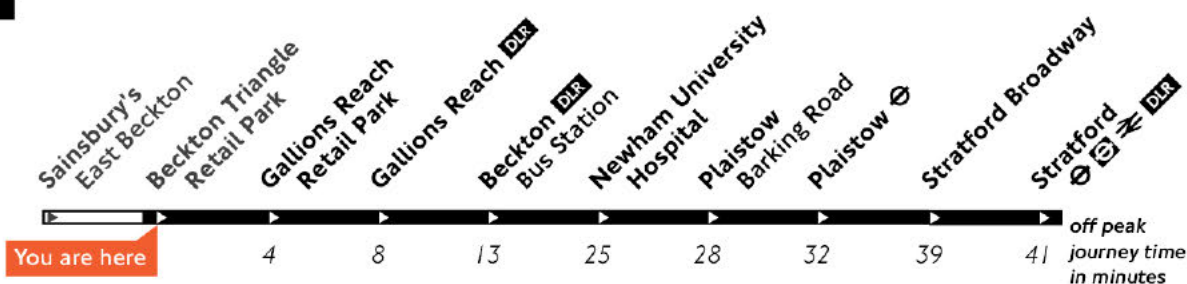 Sainsbury's
East Beckton
Beckton Triangle
Retail Park
Gallions Reach
Retail Park
Gallions Reach DLR
Beckton DLR
Bus Station
Newham University
Hospital
Plaistow
Barking Road
Plaistow
Stratford Broadway
Stratford
DLR
You are here
4 8 13 25 28 32 39 41
off peak
journey time
in minutes